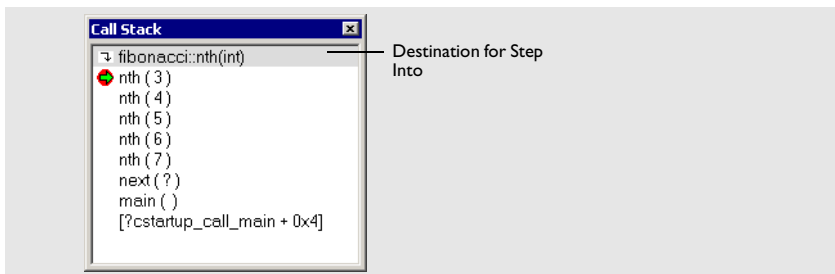 Call Stack
fibonacci::nth(int)
Destination for Step
Into
nth ( 3 )
nth ( 4 )
nth ( 5 )
nth ( 6 )
nth ( 7 )
next ( ? )
main ( )
[?cstartup_call_main + 0x4]